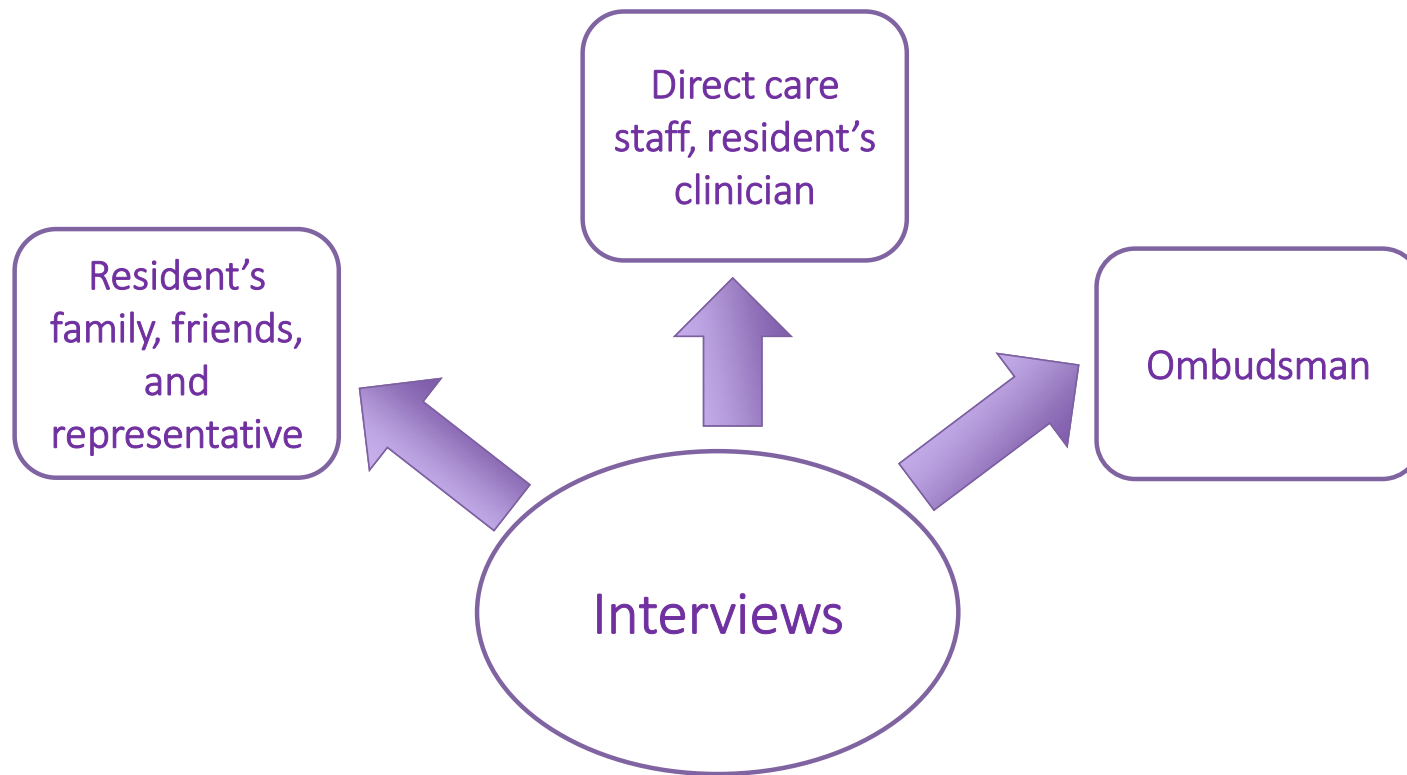 Direct care
staff, resident’s
clinician
Resident’s
family, friends,
and
representative
Ombudsman
Interviews